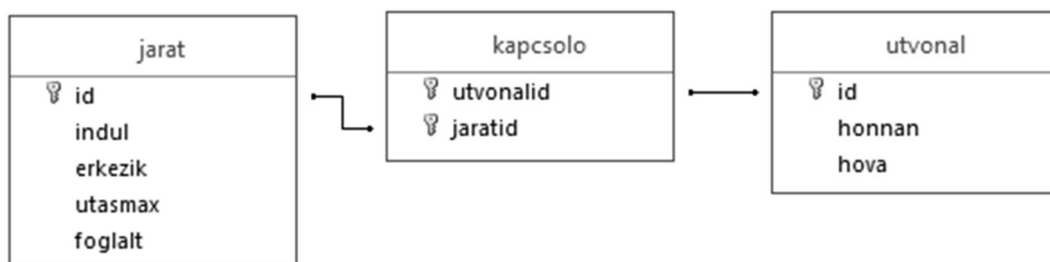 jarat
id
indul
erkezik
utasmax
foglalt
kapcsolo
utvonalid
jaratid
utvonal
id
honnan
hova